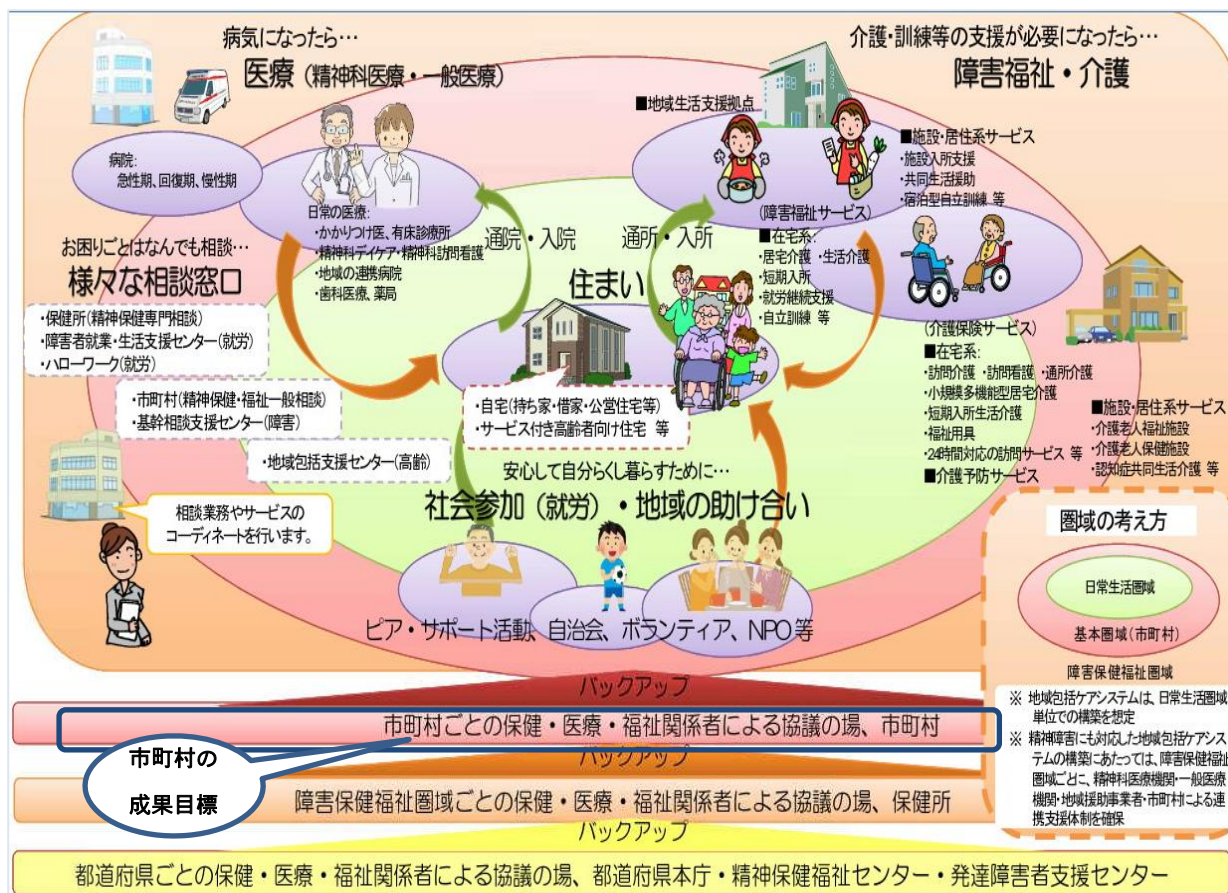 病気になったら…
医療（精神科医療・一般医療）
介護・訓練等の支援が必要になったら…
障害福祉・介護
病院：
急性期、回復期、慢性期
日常の医療：
・かかりつけ医、有床診療所
・精神科デイケア・精神科訪問看護
・地域の連携病院
・歯科医療、薬局
通院・入院
■地域生活支援拠点
通所・入所
（障害福祉サービス）
■在宅系：
・居宅介護 ・生活介護
・短期入所
・就労継続支援
・自立訓練 等
■施設・居住系サービス
・施設入所支援
・共同生活援助
・宿泊型自立訓練 等
（介護保険サービス）
■在宅系：
・訪問介護 ・訪問看護 ・通所介護
・小規模多機能型居宅介護
・短期入所生活介護
・福祉用具
・24時間対応の訪問サービス 等
■介護予防サービス
■施設・居住系サービス
・介護老人福祉施設
・介護老人保健施設
・認知症共同生活介護 等
お困りごとはなんでも相談…
様々な相談窓口
・保健所（精神保健専門相談）
・障害者就業・生活支援センター（就労）
・ハローワーク（就労）
・市町村（精神保健・福祉一般相談）
・基幹相談支援センター（障害）
・地域包括支援センター（高齢）
相談業務やサービスの
コーディネートを行います。
住まい
・自宅（持ち家・借家・公営住宅等）
・サービス付き高齢者向け住宅 等
安心して自分らしく暮らすために…
社会参加（就労）・地域の助け合い
ピア・サポート活動、自治会、ボランティア、NPO等
圏域の考え方
日常生活圏域
基本圏域（市町村）
障害保健福祉圏域
※ 地域包括ケアシステムは、日常生活圏域
単位での構築を想定
※ 精神障害にも対応した地域包括ケアシス
テムの構築にあたっては、障害保健福祉
圏域ごとに、精神科医療機関・一般医療
機関・地域援助事業者・市町村による連
携支援体制を確保
バックアップ
市町村ごとの保健・医療・福祉関係者による協議の場、市町村
市町村の
成果目標
バックアップ
障害保健福祉圏域ごとの保健・医療・福祉関係者による協議の場、保健所
バックアップ
都道府県ごとの保健・医療・福祉関係者による協議の場、都道府県本庁・精神保健福祉センター・発達障害者支援センター